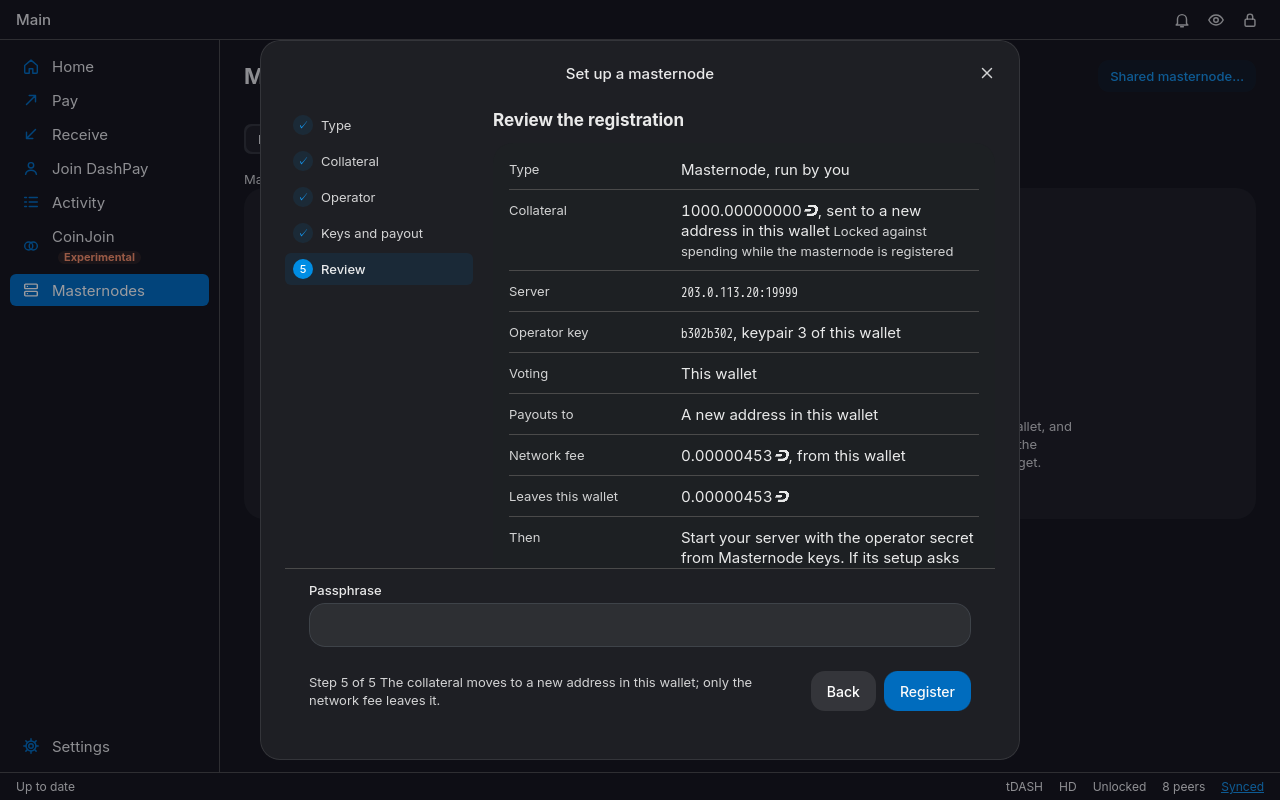 Main
Home
Pay
Receive
Join DashPay
Activity
CoinJoin
Experimental
Masternodes
Settings
M
Shared masternode...
Ma
allet, and
the
get.
Set up a masternode
✓ Type
✓ Collateral
✓ Operator
✓ Keys and payout
5 Review
Review the registration
Type Masternode, run by you
Collateral 1000.00000000, sent to a new
address in this wallet Locked against
spending while the masternode is registered
Server 203.0.113.20:19999
Operator key b302b302, keypair 3 of this wallet
Voting This wallet
Payouts to A new address in this wallet
Network fee 0.00000453, from this wallet
Leaves this wallet 0.00000453
Then Start your server with the operator secret
from Masternode keys. If its setup asks
Passphrase
Step 5 of 5 The collateral moves to a new address in this wallet; only the
network fee leaves it.
Back Register
Up to date tDASH HD Unlocked 8 peers Synced